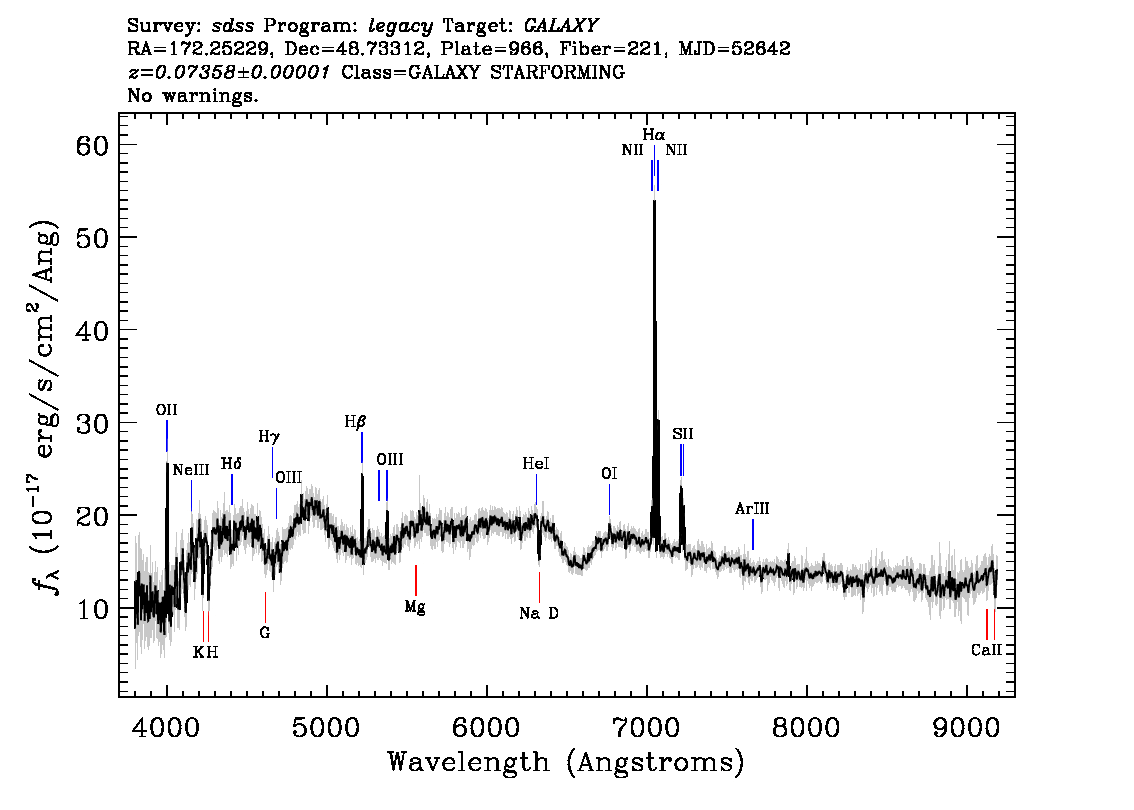 Survey: sdss Program: legacy Target: GALAXY
RA=172.25229, Dec=48.73312, Plate=966, Fiber=221, MJD=52642
z=0.07358±0.00001 Class=GALAXY STARFORMING
No warnings.
Hα
NII NII
OII
Hβ
Hγ
SII
NeIII Hδ OIII OIII HeI OI
ArIII
Mg Na D
G
K H CaII
60
50
40
30
20
10
4000 5000 6000 7000 8000 9000
Wavelength (Angstroms)
fλ (10⁻¹⁷ erg/s/cm²/Ang)